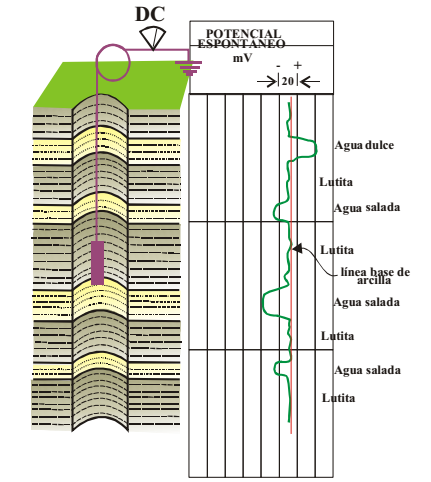 DC
POTENCIAL
ESPONTANEO
mV
- +
20
Agua dulce
Lutita
Agua salada
Lutita
línea base de
arcilla
Agua salada
Lutita
Agua salada
Lutita